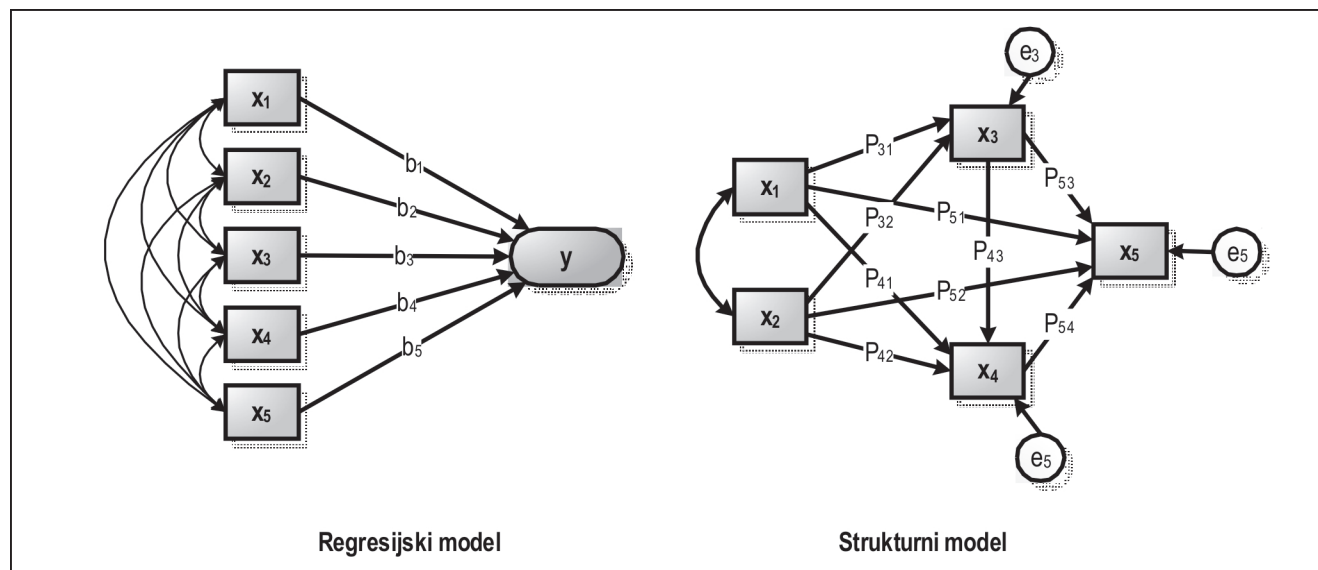 x1
x2
x3
x4
x5
b1
b2
b3
b4
b5
y
Regresijski model
e3
x3
x1
x2
x4
x5
e5
e5
P31
P32
P51
P41
P43
P52
P42
P53
P54
Strukturni model